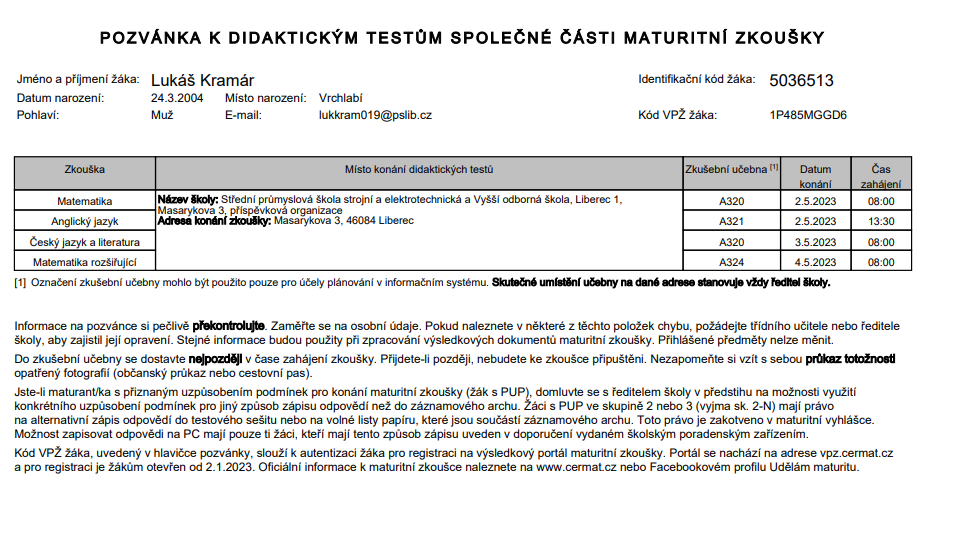 POZVÁNKA K DIDAKTICKÝM TESTŮM SPOLEČNÉ ČÁSTI MATURITNÍ ZKOUŠKY
Jméno a příjmení žáka: Lukáš Kramár Identifikační kód žáka: 5036513
Datum narození: 24.3.2004 Místo narození: Vrchlabí
Pohlaví: Muž E-mail: lukkram019@pslib.cz Kód VPŽ žáka: 1P485MGGD6
Zkouška Místo konání didaktických testů Zkušební učebna [1] Datum konání Čas zahájení
Matematika Název školy: Střední průmyslová škola strojní a elektrotechnická a Vyšší odborná škola, Liberec 1, A320 2.5.2023 08:00
Masarykova 3, příspěvková organizace
Anglický jazyk Adresa konání zkoušky: Masarykova 3, 46084 Liberec A321 2.5.2023 13:30
Český jazyk a literatura A320 3.5.2023 08:00
Matematika rozšiřující A324 4.5.2023 08:00
[1] Označení zkušební učebny mohlo být použito pouze pro účely plánování v informačním systému. Skutečné umístění učebny na dané adrese stanovuje vždy ředitel školy.
Informace na pozvánce si pečlivě překontrolujte. Zaměřte se na osobní údaje. Pokud naleznete v některé z těchto položek chybu, požádejte třídního učitele nebo ředitele
školy, aby zajistil její opravení. Stejné informace budou použity při zpracování výsledkových dokumentů maturitní zkoušky. Přihlášené předměty nelze měnit.
Do zkušební učebny se dostavte nejpozději v čase zahájení zkoušky. Přijdete-li později, nebudete ke zkoušce připuštěni. Nezapomeňte si vzít s sebou průkaz totožnosti
opatřený fotografií (občanský průkaz nebo cestovní pas).
Jste-li maturant/ka s přiznaným uzpůsobením podmínek pro konání maturitní zkoušky (žák s PUP), domluvte se s ředitelem školy v předstihu na možnosti využití
konkrétního uzpůsobení podmínek pro jiný způsob zápisu odpovědí než do záznamového archu. Žáci s PUP ve skupině 2 nebo 3 (vyjma sk. 2-N) mají právo
na alternativní zápis odpovědí do testového sešitu nebo na volné listy papíru, které jsou součástí záznamového archu. Toto právo je zakotveno v maturitní vyhlášce.
Možnost zapisovat odpovědi na PC mají pouze ti žáci, kteří mají tento způsob zápisu uveden v doporučení vydaném školským poradenským zařízením.
Kód VPŽ žáka, uvedený v hlavičce pozvánky, slouží k autentizaci žáka pro registraci na výsledkový portál maturitní zkoušky. Portál se nachází na adrese vpz.cermat.cz
a pro registraci je žákům otevřen od 2.1.2023. Oficiální informace k maturitní zkoušce naleznete na www.cermat.cz nebo Facebookovém profilu Udělám maturitu.